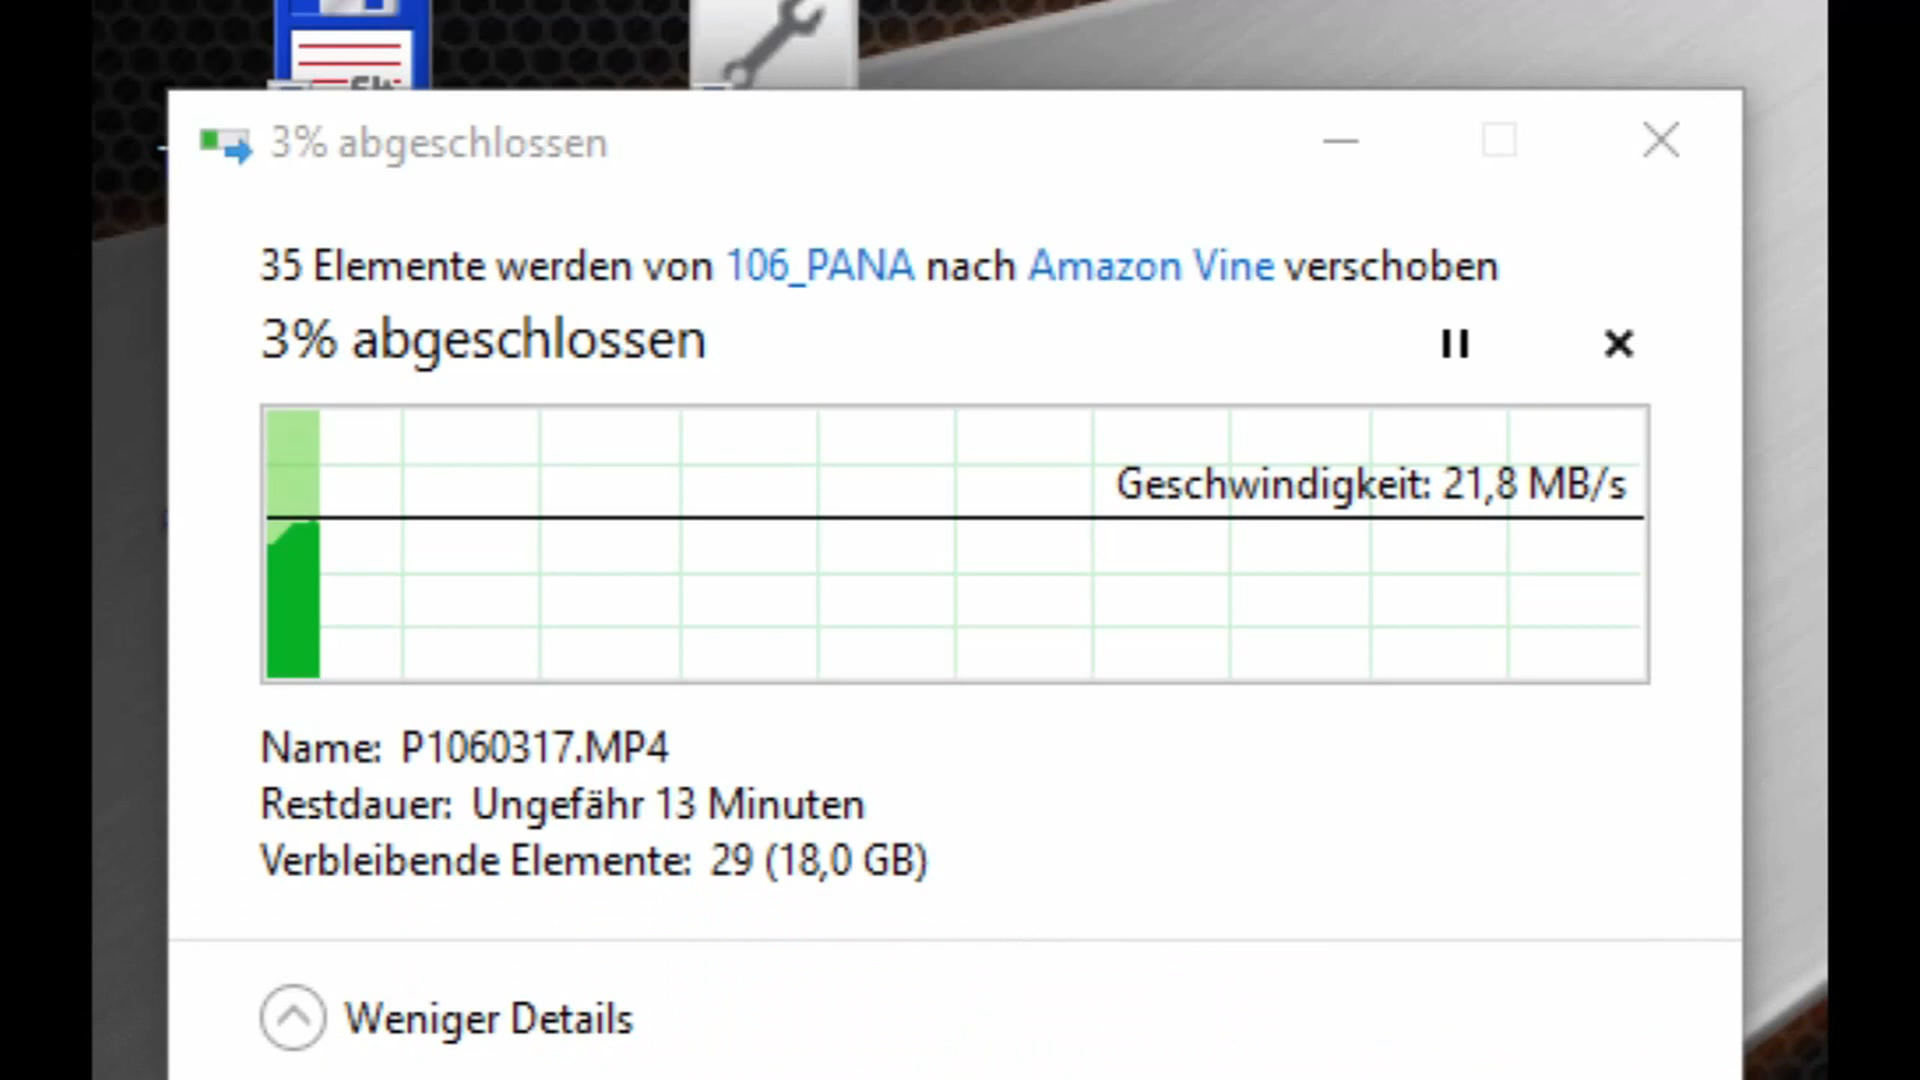 3% abgeschlossen
35 Elemente werden von 106_PANA nach Amazon Vine verschoben
3% abgeschlossen
Geschwindigkeit: 21,8 MB/s
Name: P1060317.MP4
Restdauer: Ungefähr 13 Minuten
Verbleibende Elemente: 29 (18,0 GB)
Weniger Details